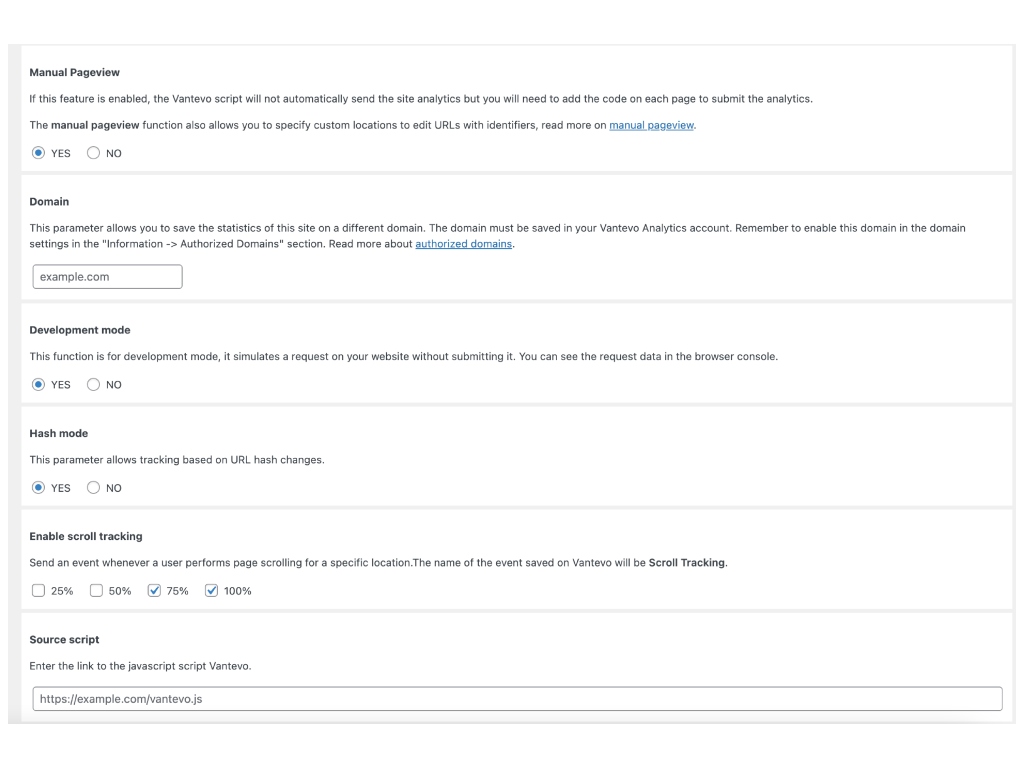 Manual Pageview
If this feature is enabled, the Vantevo script will not automatically send the site analytics but you will need to add the code on each page to submit the analytics.
The manual pageview function also allows you to specify custom locations to edit URLs with identifiers, read more on manual pageview.
YES NO
Domain
This parameter allows you to save the statistics of this site on a different domain. The domain must be saved in your Vantevo Analytics account. Remember to enable this domain in the domain
settings in the "Information -> Authorized Domains" section. Read more about authorized domains.
example.com
Development mode
This function is for development mode, it simulates a request on your website without submitting it. You can see the request data in the browser console.
YES NO
Hash mode
This parameter allows tracking based on URL hash changes.
YES NO
Enable scroll tracking
Send an event whenever a user performs page scrolling for a specific location.The name of the event saved on Vantevo will be Scroll Tracking.
25% 50% 75% 100%
Source script
Enter the link to the javascript script Vantevo.
https://example.com/vantevo.js